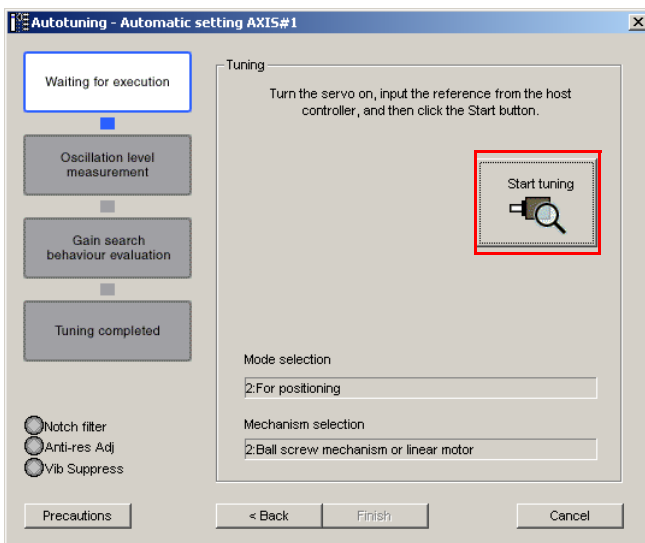 Autotuning - Automatic setting AXIS#1
Waiting for execution
Oscillation level
measurement
Gain search
behaviour evaluation
Tuning completed
Notch filter
Anti-res Adj
Vib Suppress
Precautions
Tuning
Turn the servo on, input the reference from the host
controller, and then click the Start button.
Start tuning
Mode selection
2:For positioning
Mechanism selection
2:Ball screw mechanism or linear motor
< Back
Finish
Cancel